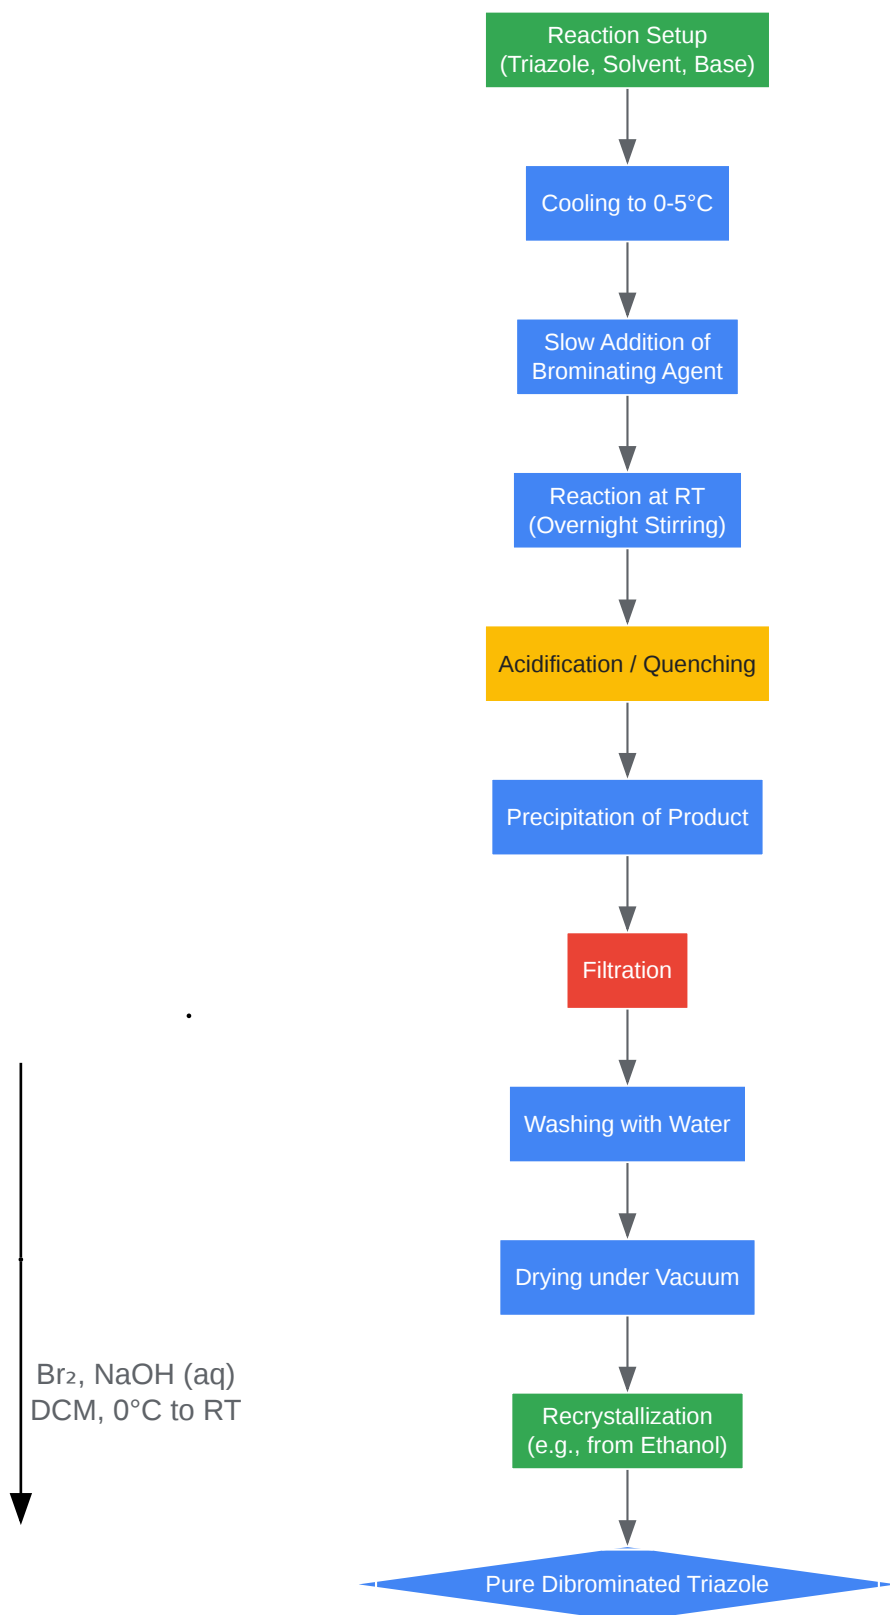 Reaction Setup
(Triazole, Solvent, Base)
Cooling to 0-5°C
Slow Addition of
Brominating Agent
Reaction at RT
(Overnight Stirring)
Acidification / Quenching
Precipitation of Product
Filtration
Washing with Water
Drying under Vacuum
Br₂, NaOH (aq)
DCM, 0°C to RT
Recrystallization
(e.g., from Ethanol)
Pure Dibrominated Triazole